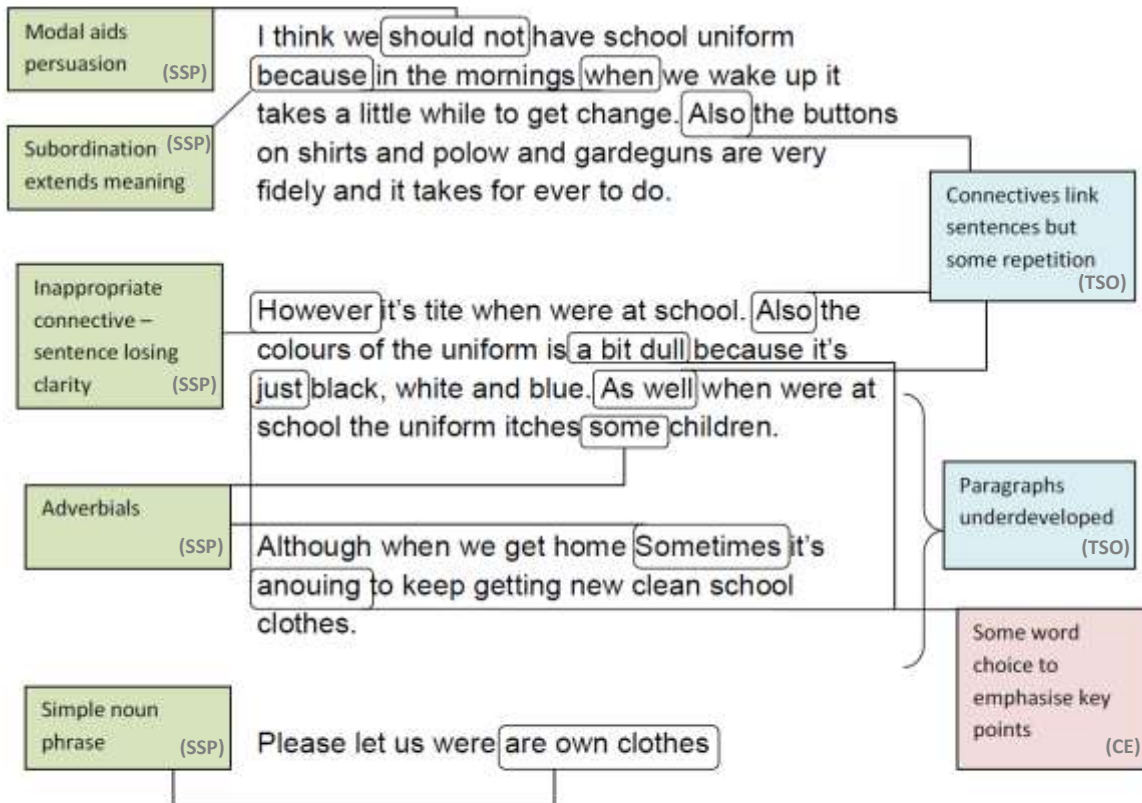 Modal aids
persuasion
(SSP)
I think we should not have school uniform
because in the mornings when we wake up it
takes a little while to get change. Also the buttons
on shirts and polow and gardeguns are very
fidely and it takes for ever to do.
Subordination (SSP)
extends meaning
Connectives link
sentences but
some repetition
(TSO)
Inappropriate
connective –
sentence losing
clarity
(SSP)
However it's tite when were at school. Also the
colours of the uniform is a bit dull because it's
just black, white and blue. As well when were at
school the uniform itches some children.
Adverbials
(SSP)
Paragraphs
underdeveloped
(TSO)
Although when we get home Sometimes it's
anouing to keep getting new clean school
clothes.
Some word
choice to
emphasise key
points
(CE)
Simple noun
phrase
(SSP)
Please let us were are own clothes